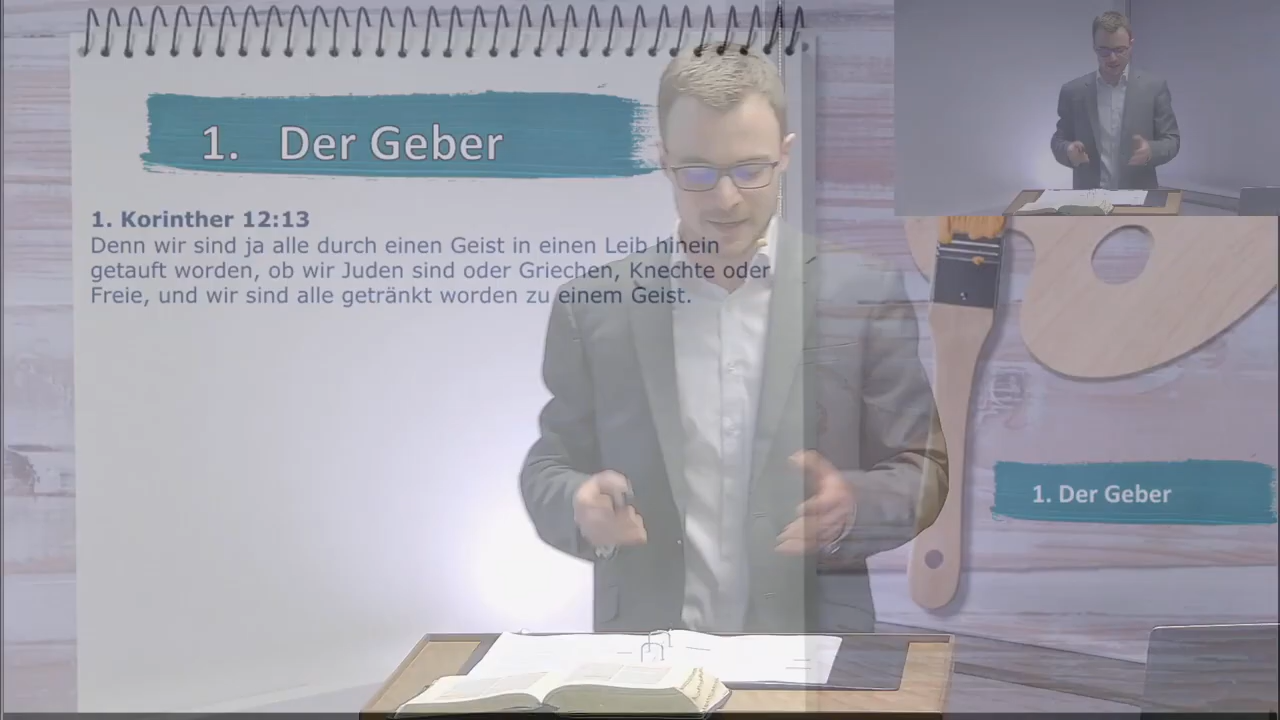 1. Der Geber
1. Korinther 12:13
Denn wir sind ja alle durch einen Geist in einen Leib hinein
getauft worden, ob wir Juden sind oder Griechen, Knechte oder
Freie, und wir sind alle getränkt worden zu einem Geist.
1. Der Geber